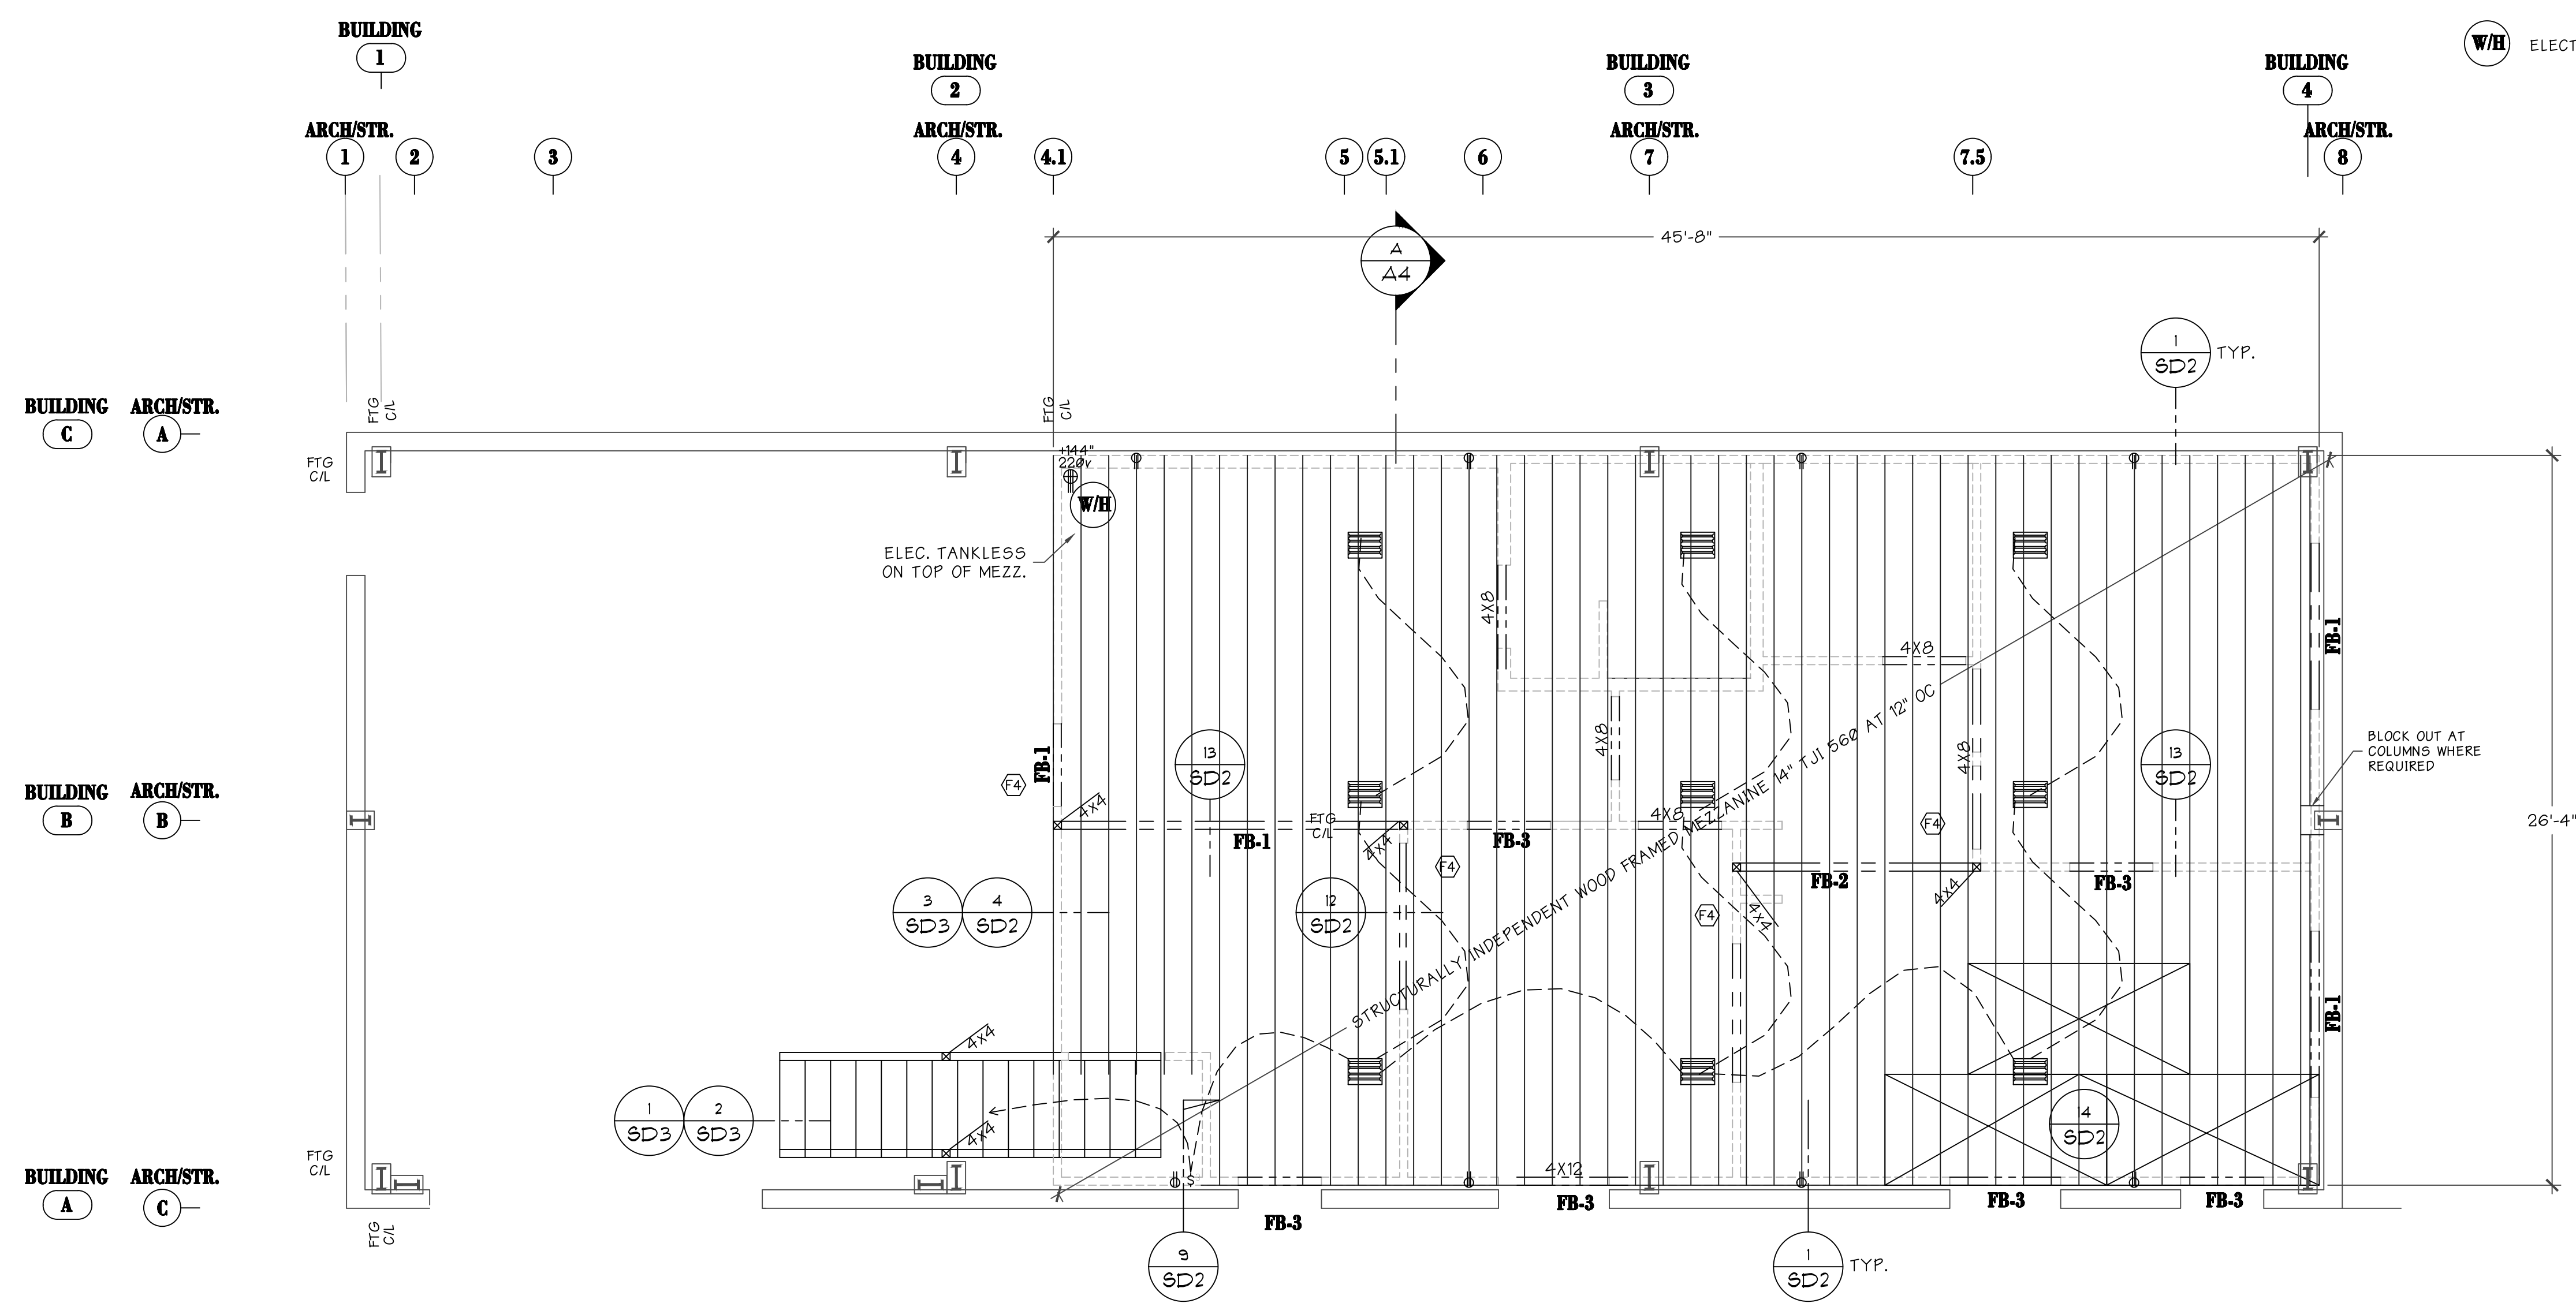 BUILDING
1
BUILDING
2
BUILDING
3
BUILDING
4
W/H
ARCH/STR.
1
2
3
ARCH/STR.
4
4.1
5
5.1
6
ARCH/STR.
7
7.5
ARCH/STR.
8
45'-8"
A
A4
1
SD2
TYP.
BUILDING
C
ARCH/STR.
A
FTG
C/L
FTG
C/L
FTG
C/L
+144"
220v
W/H
ELEC. TANKLESS
ON TOP OF MEZZ.
4X8
4X8
FB-1
4X8
4X8
BLOCK OUT AT
COLUMNS WHERE
REQUIRED
FB-1
13
SD2
13
SD2
F4
BUILDING
B
ARCH/STR.
B
4x4
FB-1
FTG
C/L
4x4
FB-3
4X8
F4
26'-4"
F4
FB-2
4x4
4x4
FB-3
F4
3
SD3
4
SD2
12
SD2
STRUCTURALLY INDEPENDENT WOOD FRAMED MEZZANINE 14" TJI 560 AT 12" OC
FB-1
4x4
1
SD3
2
SD3
4x4
14
SD2
FTG
C/L
BUILDING
A
ARCH/STR.
C
$
4X12
FB-3
FB-3
FB-3
FB-3
FTG
C/L
9
SD2
1
SD2
TYP.